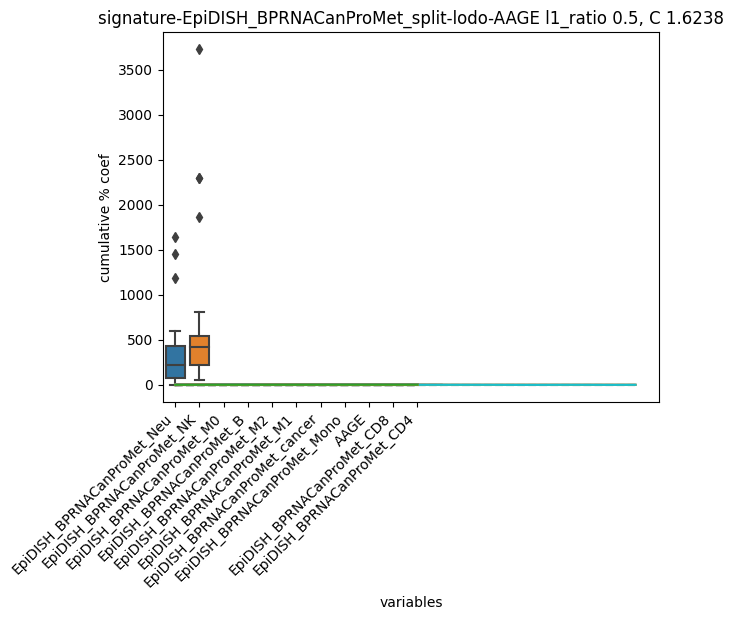 signature-EpiDISH_BPRNACanProMet_split-lodo-AAGE l1_ratio 0.5, C 1.6238
cumulative % coef
3500
3000
2500
2000
1500
1000
500
0
EpiDISH_BPRNACanProMet_Neu
EpiDISH_BPRNACanProMet_NK
EpiDISH_BPRNACanProMet_M0
EpiDISH_BPRNACanProMet_B
EpiDISH_BPRNACanProMet_M2
EpiDISH_BPRNACanProMet_M1
EpiDISH_BPRNACanProMet_cancer
EpiDISH_BPRNACanProMet_Mono
AAGE
EpiDISH_BPRNACanProMet_CD8
EpiDISH_BPRNACanProMet_CD4
variables